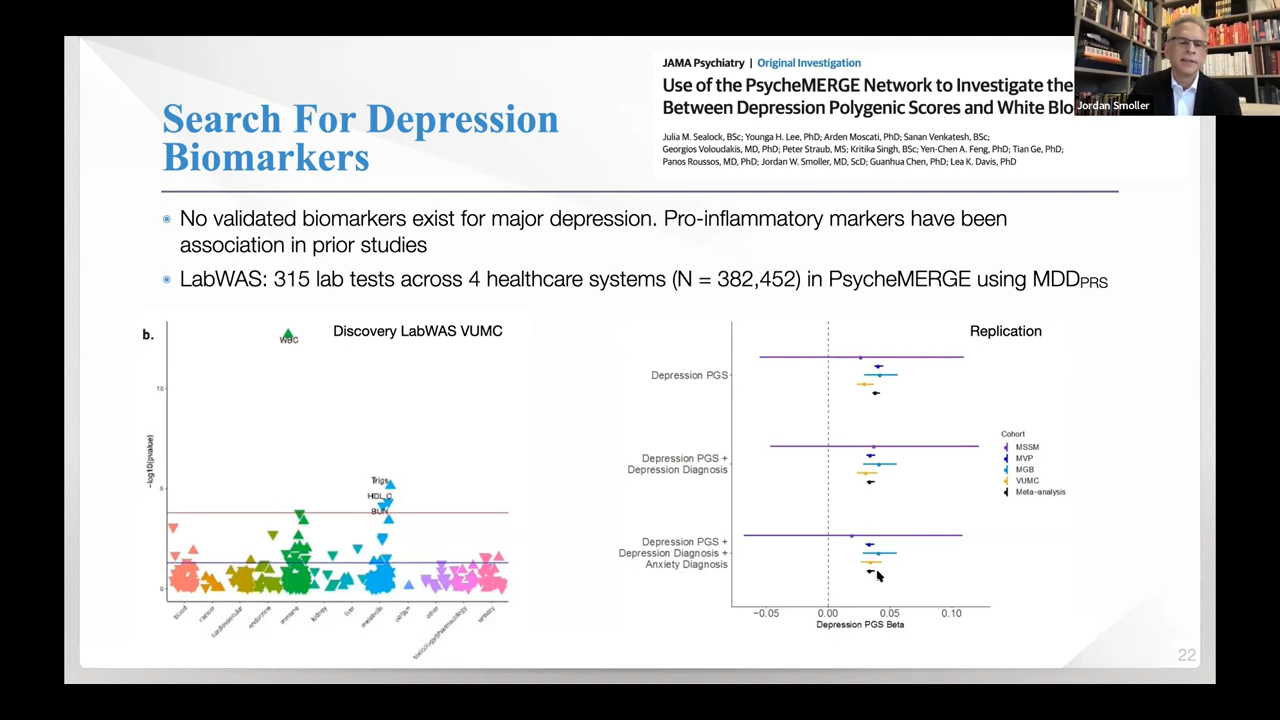 JAMA Psychiatry | Original Investigation
Use of the PsycheMERGE Network to Investigate the
Between Depression Polygenic Scores and White Blo
Julia M. Sealock, BSc; Younga H. Lee, PhD; Arden Moscati, PhD; Sanan Venkatesh, BSc;
Georgios Voloudakis, MD, PhD; Peter Straub, MS; Kritika Singh, BSc; Yen-Chen A. Feng, PhD; Tian Ge, PhD;
Panos Roussos, MD, PhD; Jordan W. Smoller, MD, ScD; Guanhua Chen, PhD; Lea K. Davis, PhD
Jordan Smoller
Search For Depression
Biomarkers
No validated biomarkers exist for major depression. Pro-inflammatory markers have been
association in prior studies
LabWAS: 315 lab tests across 4 healthcare systems (N = 382,452) in PsycheMERGE using MDDPRS
b.
Discovery LabWAS VUMC
WBC
10
-log10(pvalue)
5
Trigs
HDL_C
BUN
0
blood
cancer
cardiovascular
endocrine
immune
kidney
liver
metabolic
other
toxicology/pharmacology
urinary
Replication
Depression PGS
Depression PGS +
Depression Diagnosis
Depression PGS +
Depression Diagnosis +
Anxiety Diagnosis
Cohort
MSSM
MVP
MGB
VUMC
Meta-analysis
−0.05
0.00
0.05
0.10
Depression PGS Beta
22